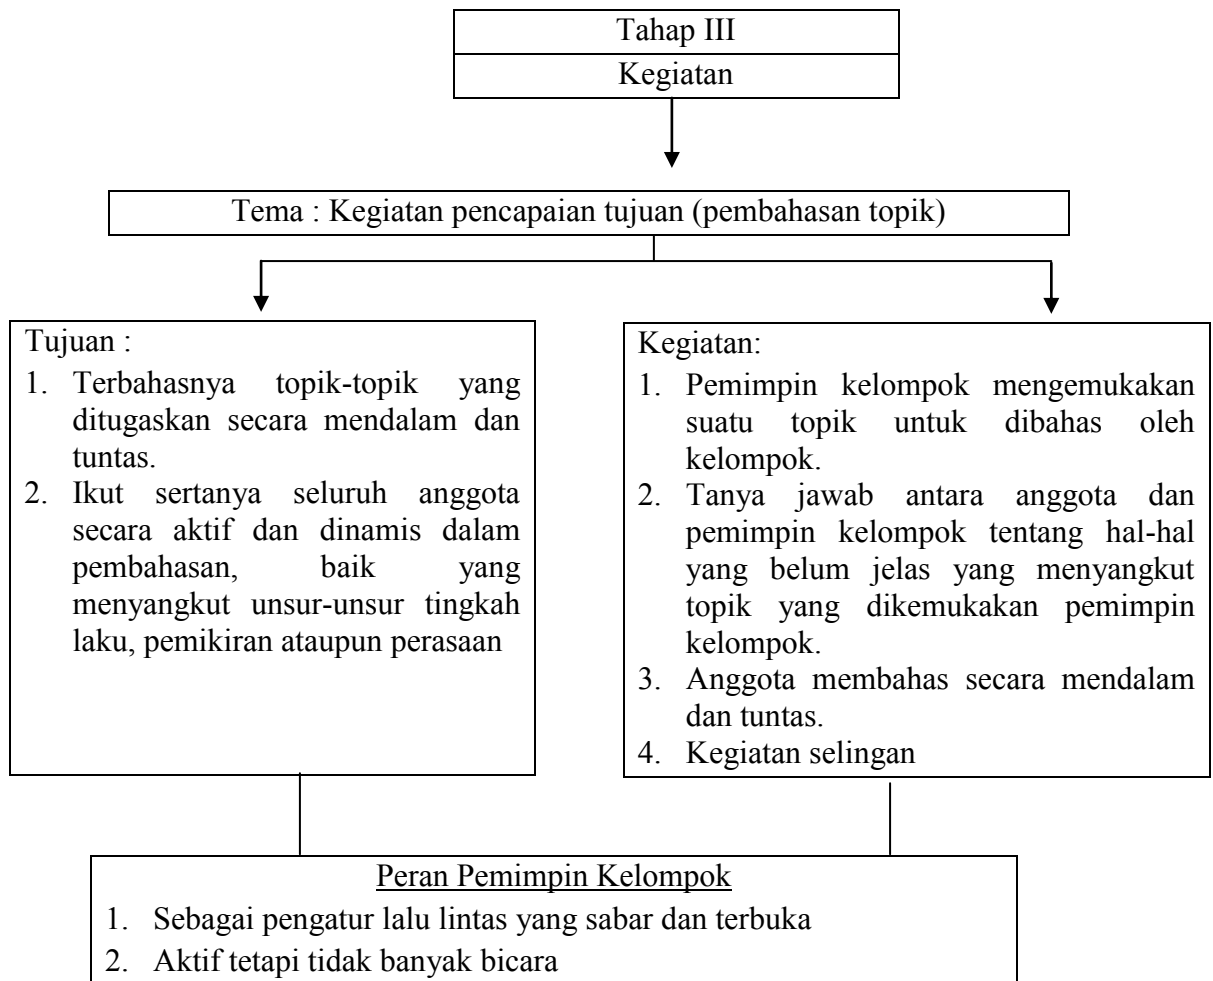 Tahap III
Kegiatan
Tema : Kegiatan pencapaian tujuan (pembahasan topik)
Tujuan :
1. Terbahasnya topik-topik yang
ditugaskan secara mendalam dan
tuntas.
2. Ikut sertanya seluruh anggota
secara aktif dan dinamis dalam
pembahasan, baik yang
menyangkut unsur-unsur tingkah
laku, pemikiran ataupun perasaan
Kegiatan:
1. Pemimpin kelompok mengemukakan
suatu topik untuk dibahas oleh
kelompok.
2. Tanya jawab antara anggota dan
pemimpin kelompok tentang hal-hal
yang belum jelas yang menyangkut
topik yang dikemukakan pemimpin
kelompok.
3. Anggota membahas secara mendalam
dan tuntas.
4. Kegiatan selingan
Peran Pemimpin Kelompok
1. Sebagai pengatur lalu lintas yang sabar dan terbuka
2. Aktif tetapi tidak banyak bicara